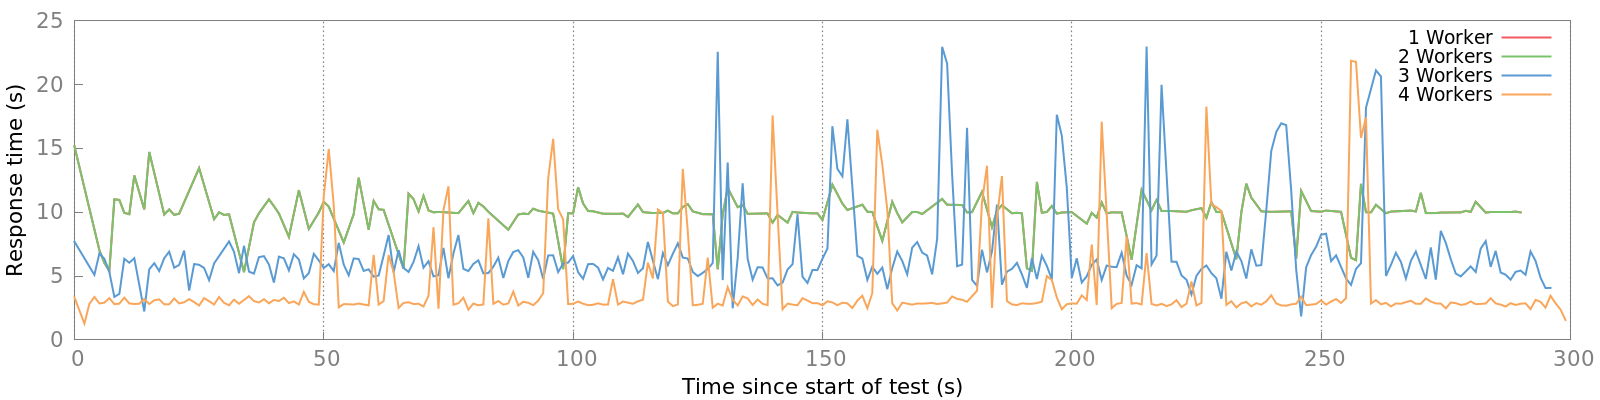 Response time (s)
25
20
15
10
5
0
1 Worker
2 Workers
3 Workers
4 Workers
0 50 100 150 200 250 300
Time since start of test (s)